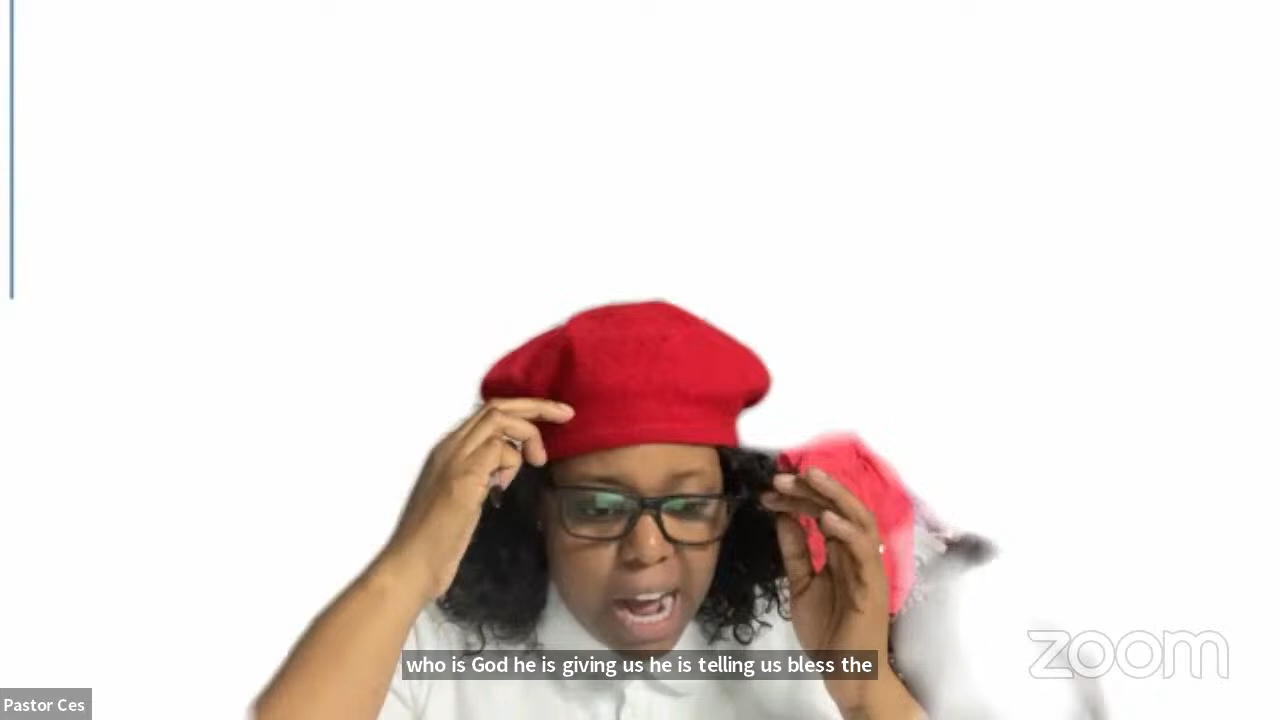 who is God he is giving us he is telling us bless the
zoom
Pastor Ces